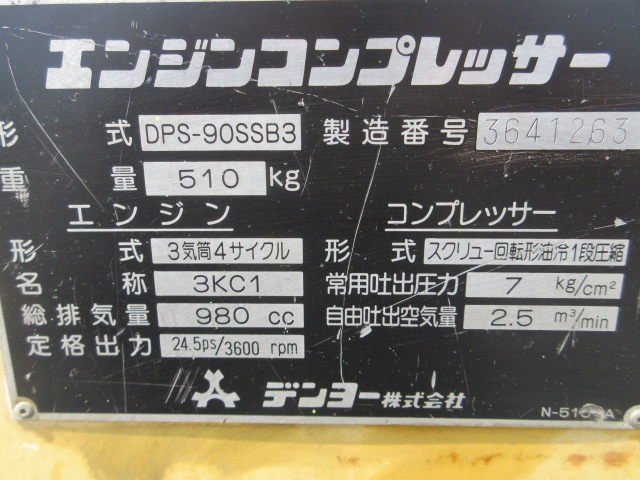 エンジンコンプレッサー
形 式 DPS-90SSB3 製造番号 3641263
重 量 510 kg
エンジン
形 式 3気筒4サイクル
名 称 3KC1
総排気量 980 cc
定格出力 24.5ps/3600 rpm
コンプレッサー
形 式 スクリュー回転形油冷1段圧縮
常用吐出圧力 7 kg/cm²
自由吐出空気量 2.5 m³/min
デンヨー株式会社